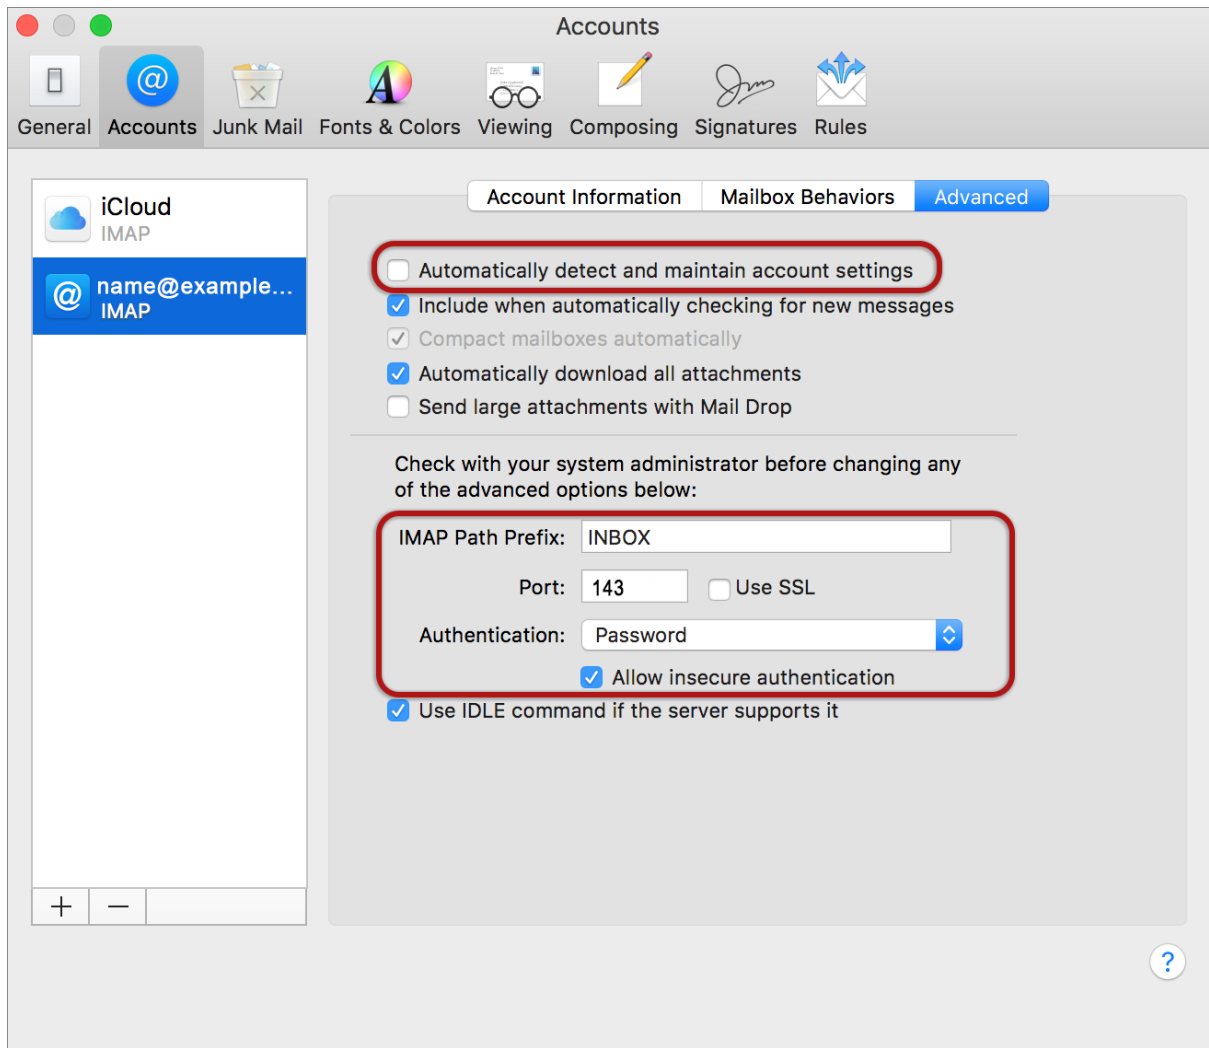 Accounts
General Accounts Junk Mail Fonts & Colors Viewing Composing Signatures Rules
iCloud
IMAP
name@example...
IMAP
Account Information Mailbox Behaviors Advanced
Automatically detect and maintain account settings
Include when automatically checking for new messages
Compact mailboxes automatically
Automatically download all attachments
Send large attachments with Mail Drop
Check with your system administrator before changing any
of the advanced options below:
IMAP Path Prefix: INBOX
Port: 143 Use SSL
Authentication: Password
Allow insecure authentication
Use IDLE command if the server supports it
?